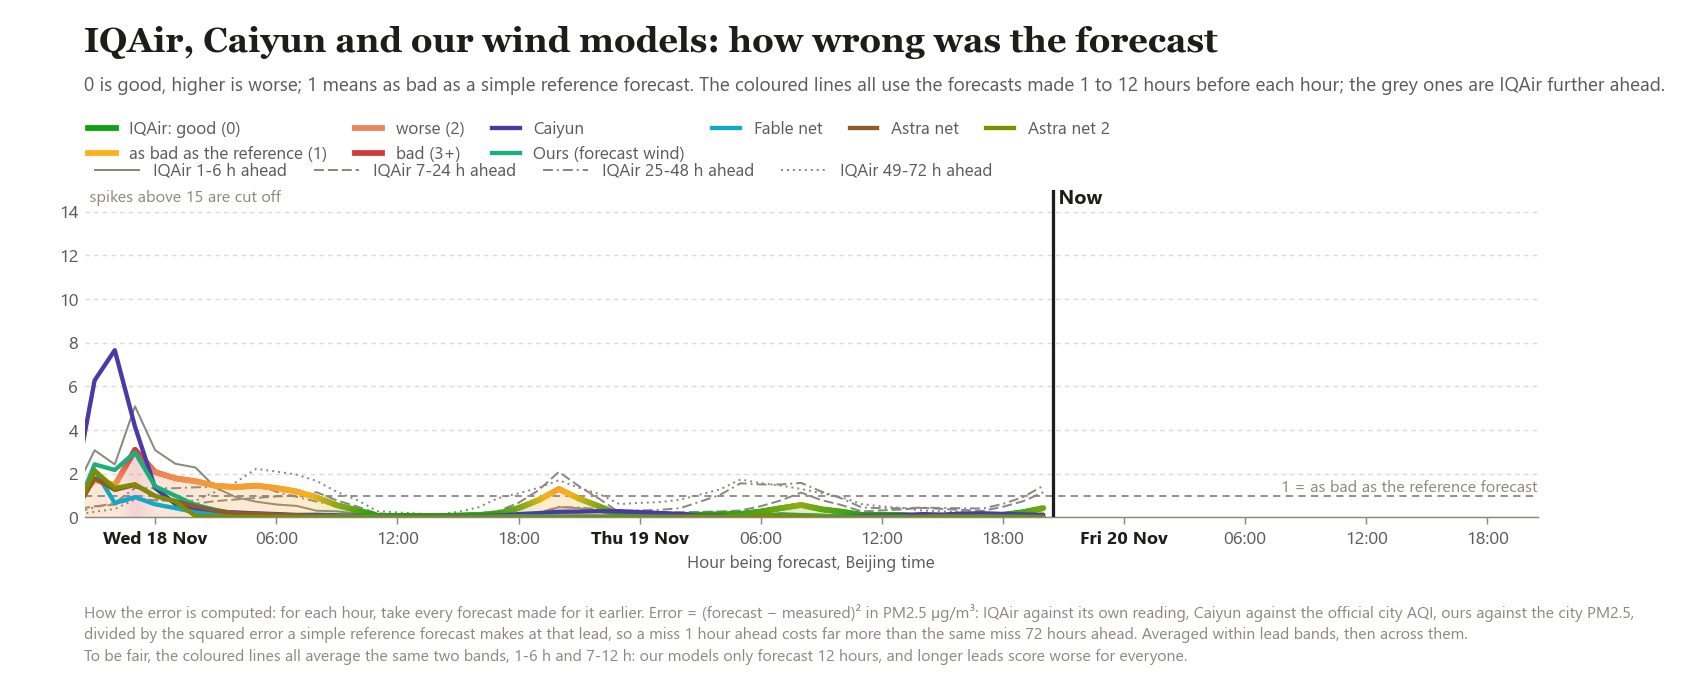 IQAir, Caiyun and our wind models: how wrong was the forecast
0 is good, higher is worse; 1 means as bad as a simple reference forecast. The coloured lines all use the forecasts made 1 to 12 hours before each hour; the grey ones are IQAir further ahead.
IQAir: good (0) worse (2) Caiyun Fable net Astra net Astra net 2
as bad as the reference (1) bad (3+) Ours (forecast wind)
IQAir 1-6 h ahead IQAir 7-24 h ahead IQAir 25-48 h ahead IQAir 49-72 h ahead
spikes above 15 are cut off
Now
14
12
10
8
6
4
2
0
1 = as bad as the reference forecast
Wed 18 Nov 06:00 12:00 18:00 Thu 19 Nov 06:00 12:00 18:00 Fri 20 Nov 06:00 12:00 18:00
Hour being forecast, Beijing time
How the error is computed: for each hour, take every forecast made for it earlier. Error = (forecast − measured)² in PM2.5 µg/m³: IQAir against its own reading, Caiyun against the official city AQI, ours against the city PM2.5,
divided by the squared error a simple reference forecast makes at that lead, so a miss 1 hour ahead costs far more than the same miss 72 hours ahead. Averaged within lead bands, then across them.
To be fair, the coloured lines all average the same two bands, 1-6 h and 7-12 h: our models only forecast 12 hours, and longer leads score worse for everyone.